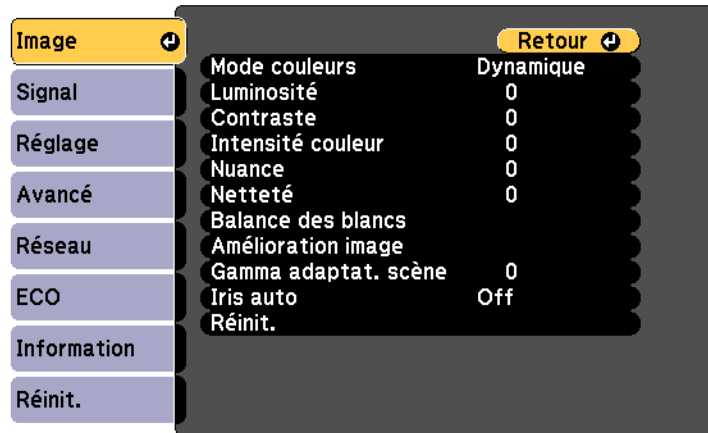 Image
Signal
Réglage
Avancé
Réseau
ECO
Information
Réinit.
Retour
Mode couleurs Dynamique
Luminosité 0
Contraste 0
Intensité couleur 0
Nuance 0
Netteté 0
Balance des blancs
Amélioration image
Gamma adaptat. scène 0
Iris auto Off
Réinit.